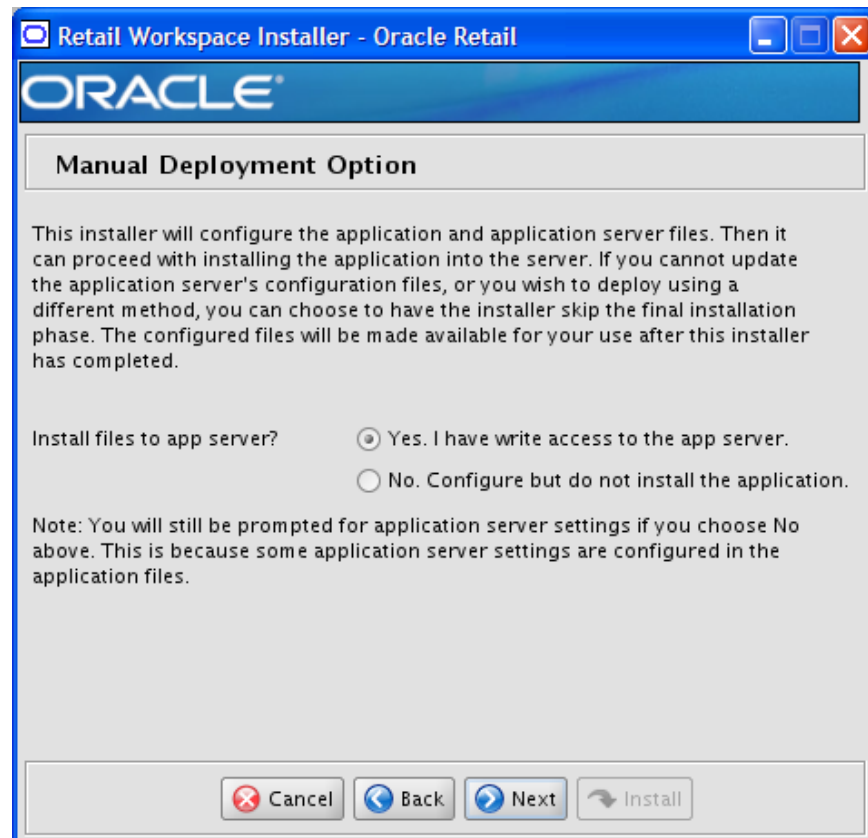 Retail Workspace Installer - Oracle Retail
ORACLE®
Manual Deployment Option
This installer will configure the application and application server files. Then it
can proceed with installing the application into the server. If you cannot update
the application server's configuration files, or you wish to deploy using a
different method, you can choose to have the installer skip the final installation
phase. The configured files will be made available for your use after this installer
has completed.
Install files to app server?
Yes. I have write access to the app server.
No. Configure but do not install the application.
Note: You will still be prompted for application server settings if you choose No
above. This is because some application server settings are configured in the
application files.
Cancel Back Next Install